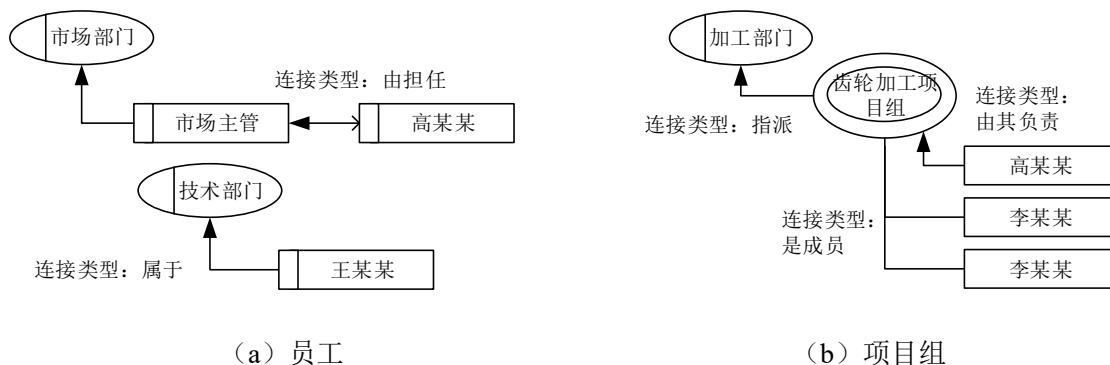 市场部门
连接类型：由担任
市场主管
高某某
技术部门
连接类型：属于
王某某
（a）员工
加工部门
齿轮加工项
目组
连接类型：指派
连接类型：
由其负责
高某某
连接类型：
是成员
李某某
李某某
（b）项目组